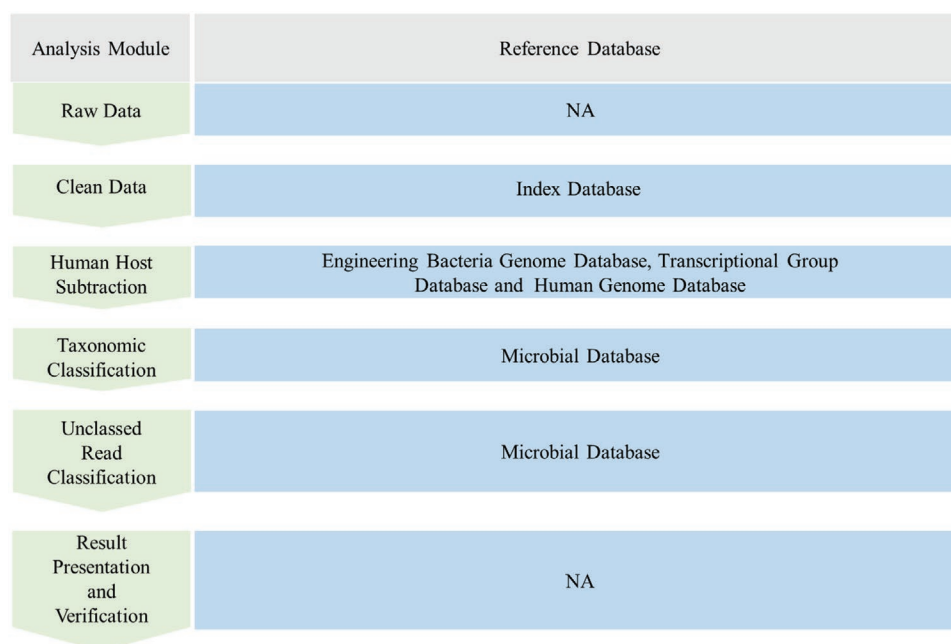 Analysis Module
Reference Database
Raw Data
NA
Clean Data
Index Database
Human Host
Subtraction
Engineering Bacteria Genome Database, Transcriptional Group
Database and Human Genome Database
Taxonomic
Classification
Microbial Database
Unclassed
Read
Classification
Microbial Database
Result
Presentation
and
Verification
NA